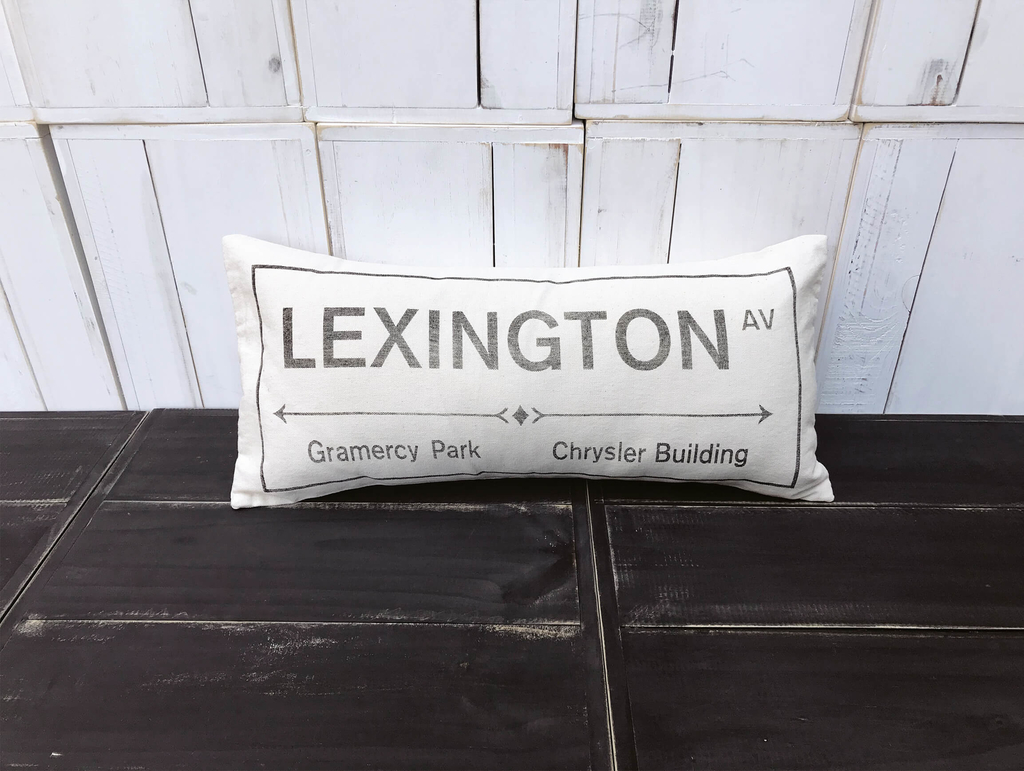 LEXINGTON AV
Gramercy Park Chrysler Building